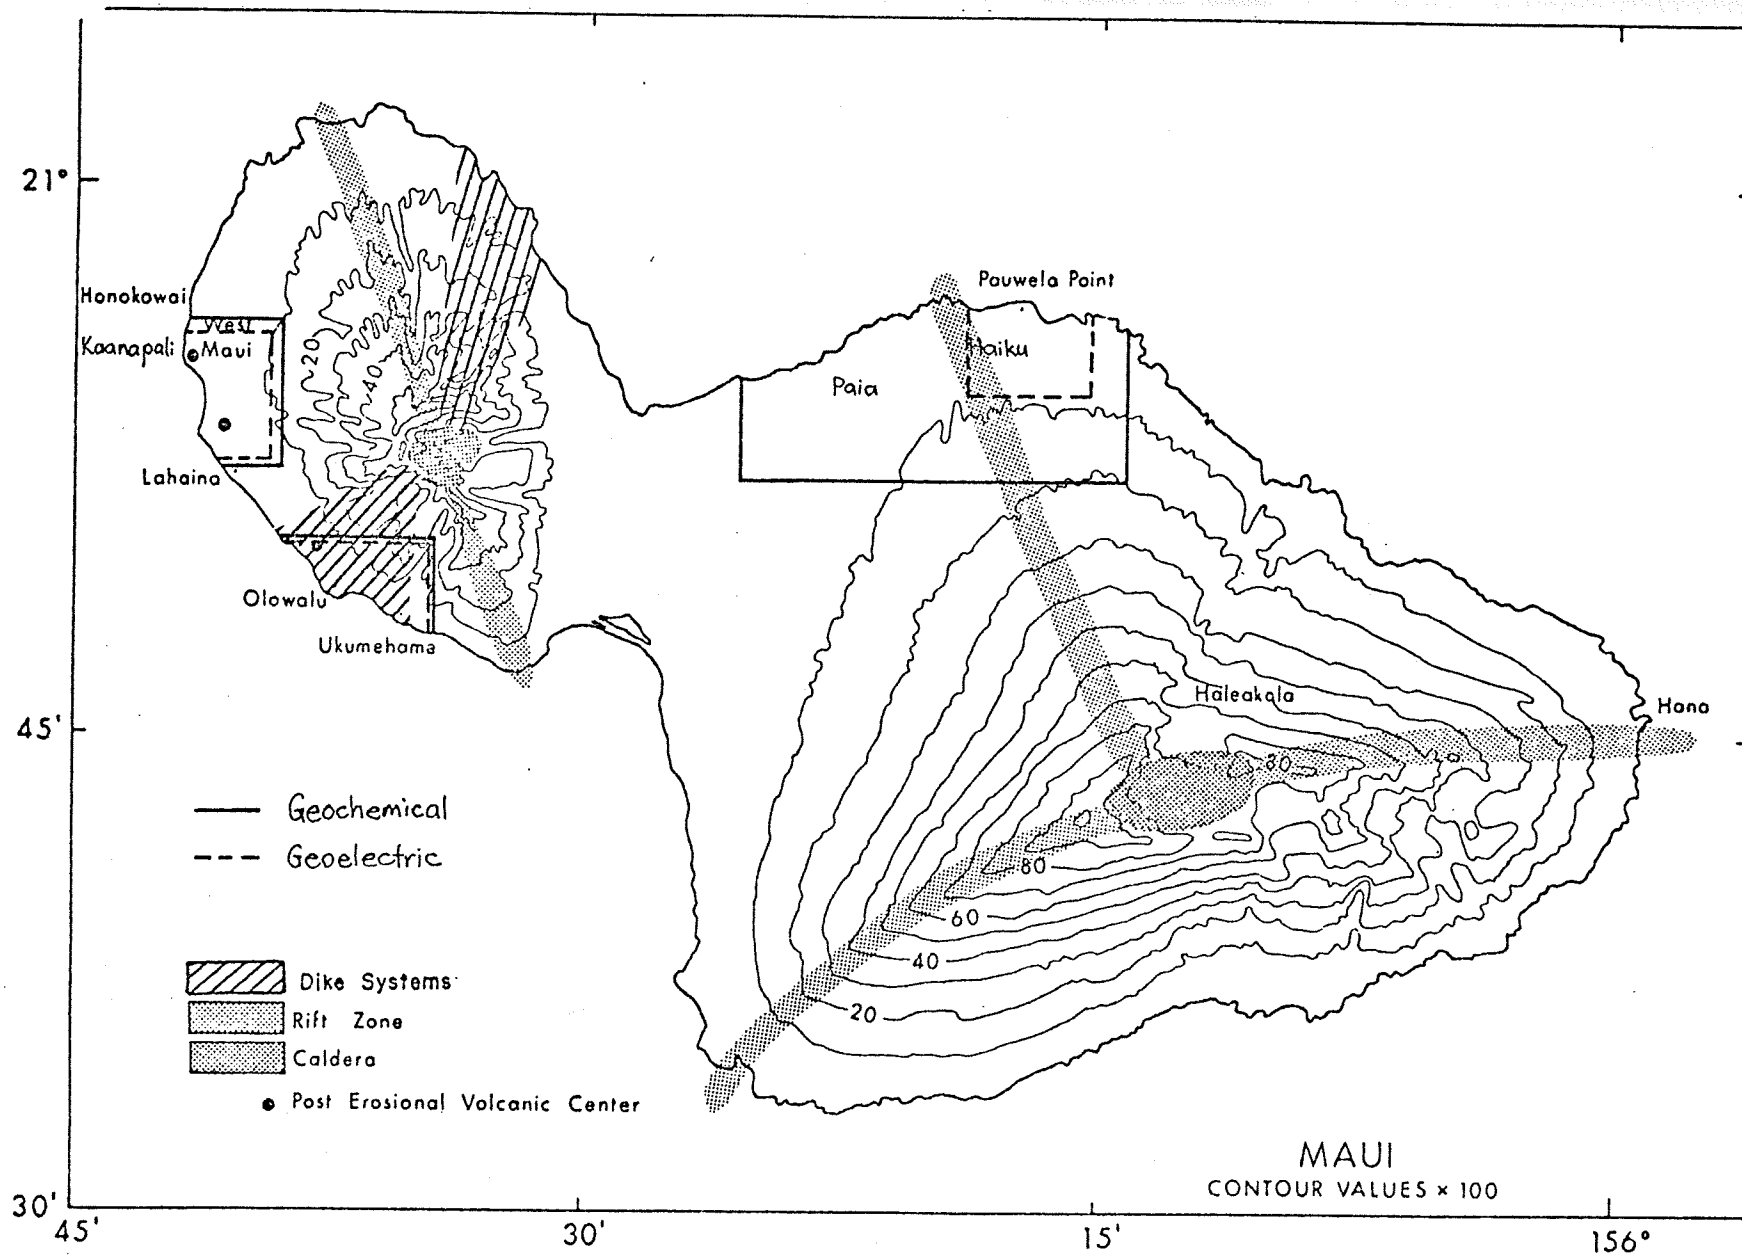 21°
Honokowai
West
Maui
Kaanapali
20
40
Lahaina
Olowalu
Ukumehama
Pauwela Point
Haiku
Paia
Haleakala
Hana
80
80
60
40
20
45'
Geochemical
Geoelectric
Dike Systems
Rift Zone
Caldera
Post Erosional Volcanic Center
MAUI
CONTOUR VALUES × 100
30'
45'
30'
15'
156°